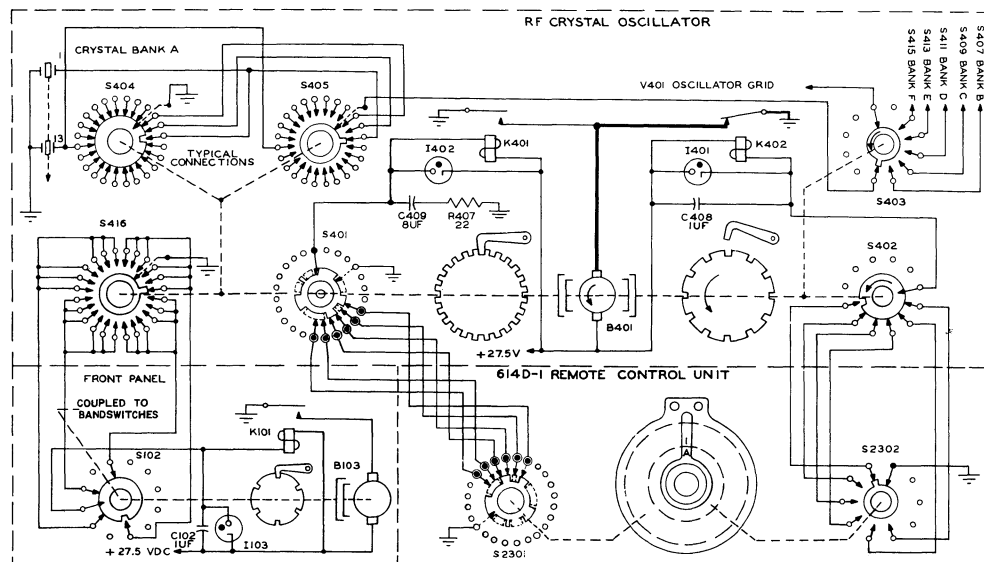 RF CRYSTAL OSCILLATOR
CRYSTAL BANK A
1
13
S404
S405
TYPICAL
CONNECTIONS
V401 OSCILLATOR GRID
S415 BANK F
S413 BANK E
S411 BANK D
S409 BANK C
S407 BANK B
K401
I402
I401
K402
C409
8UF
R407
22
C408
1UF
S403
S416
S401
S402
B401
+27.5V
FRONT PANEL
614D-1 REMOTE CONTROL UNIT
COUPLED TO
BANDSWITCHES
K101
S102
B103
1
A
S2302
C102
1UF
I103
+27.5 VDC
S2301